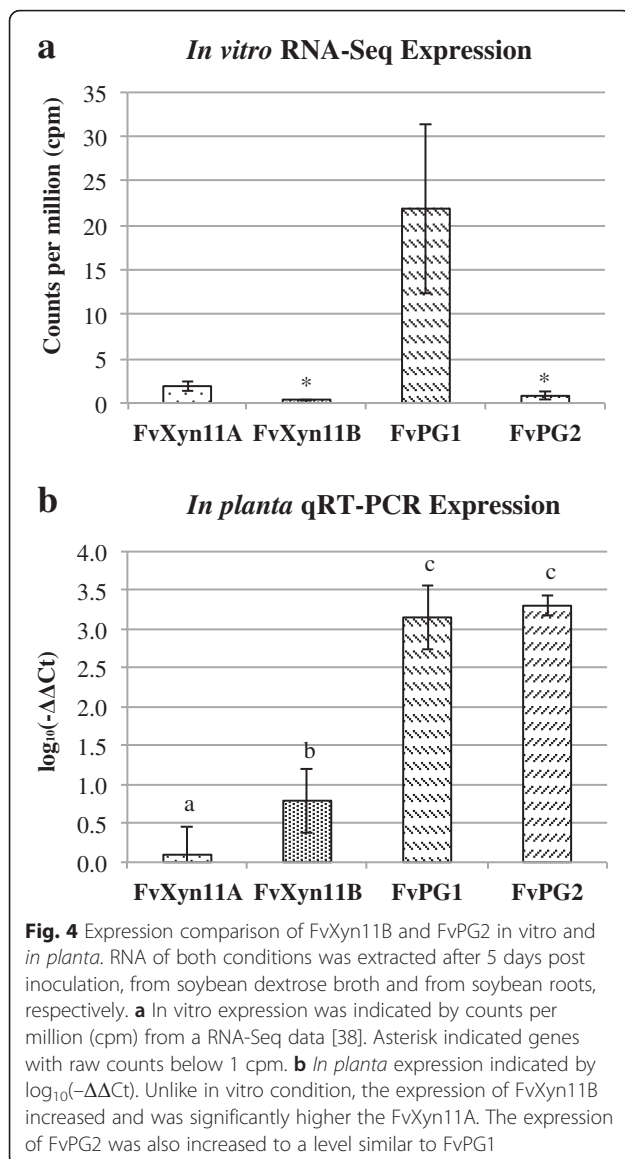 a In vitro RNA-Seq Expression
Counts per million (cpm)
35
30
25
20
15
10
5
0
* *
FvXyn11A FvXyn11B FvPG1 FvPG2
b In planta qRT-PCR Expression
log₁₀(-ΔΔCt)
4.0
3.5
3.0
2.5
2.0
1.5
1.0
0.5
0.0
a b c c
FvXyn11A FvXyn11B FvPG1 FvPG2
Fig. 4 Expression comparison of FvXyn11B and FvPG2 in vitro and
in planta. RNA of both conditions was extracted after 5 days post
inoculation, from soybean dextrose broth and from soybean roots,
respectively. a In vitro expression was indicated by counts per
million (cpm) from a RNA-Seq data [38]. Asterisk indicated genes
with raw counts below 1 cpm. b In planta expression indicated by
log₁₀(−ΔΔCt). Unlike in vitro condition, the expression of FvXyn11B
increased and was significantly higher the FvXyn11A. The expression
of FvPG2 was also increased to a level similar to FvPG1